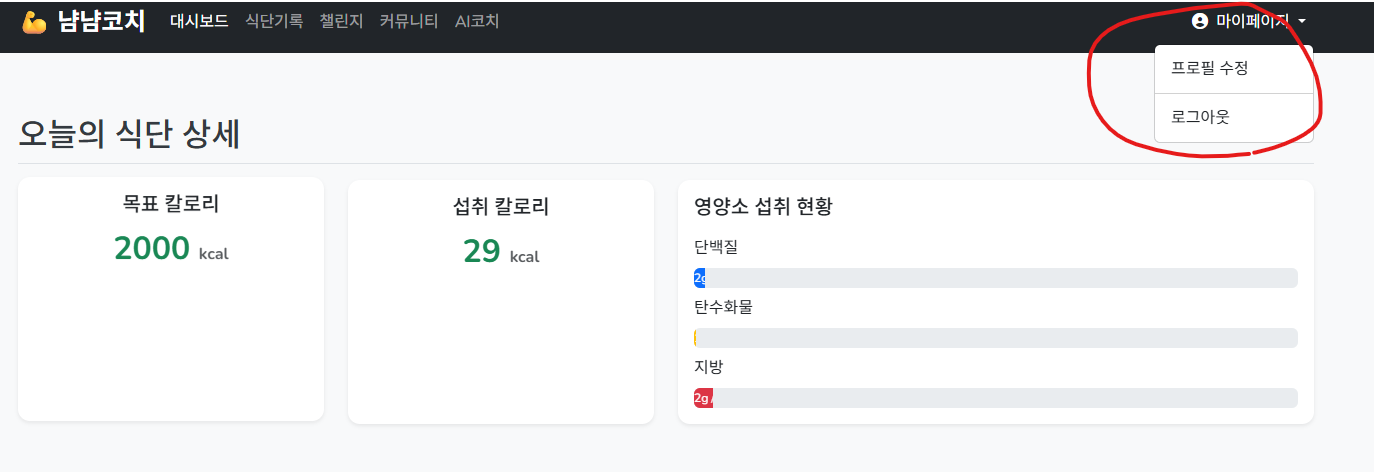 냠냠코치 대시보드 식단기록 챌린지 커뮤니티 AI코치 마이페이지
프로필 수정
로그아웃
오늘의 식단 상세
목표 칼로리
2000 kcal
섭취 칼로리
29 kcal
영양소 섭취 현황
단백질
2g
탄수화물
지방
2g /